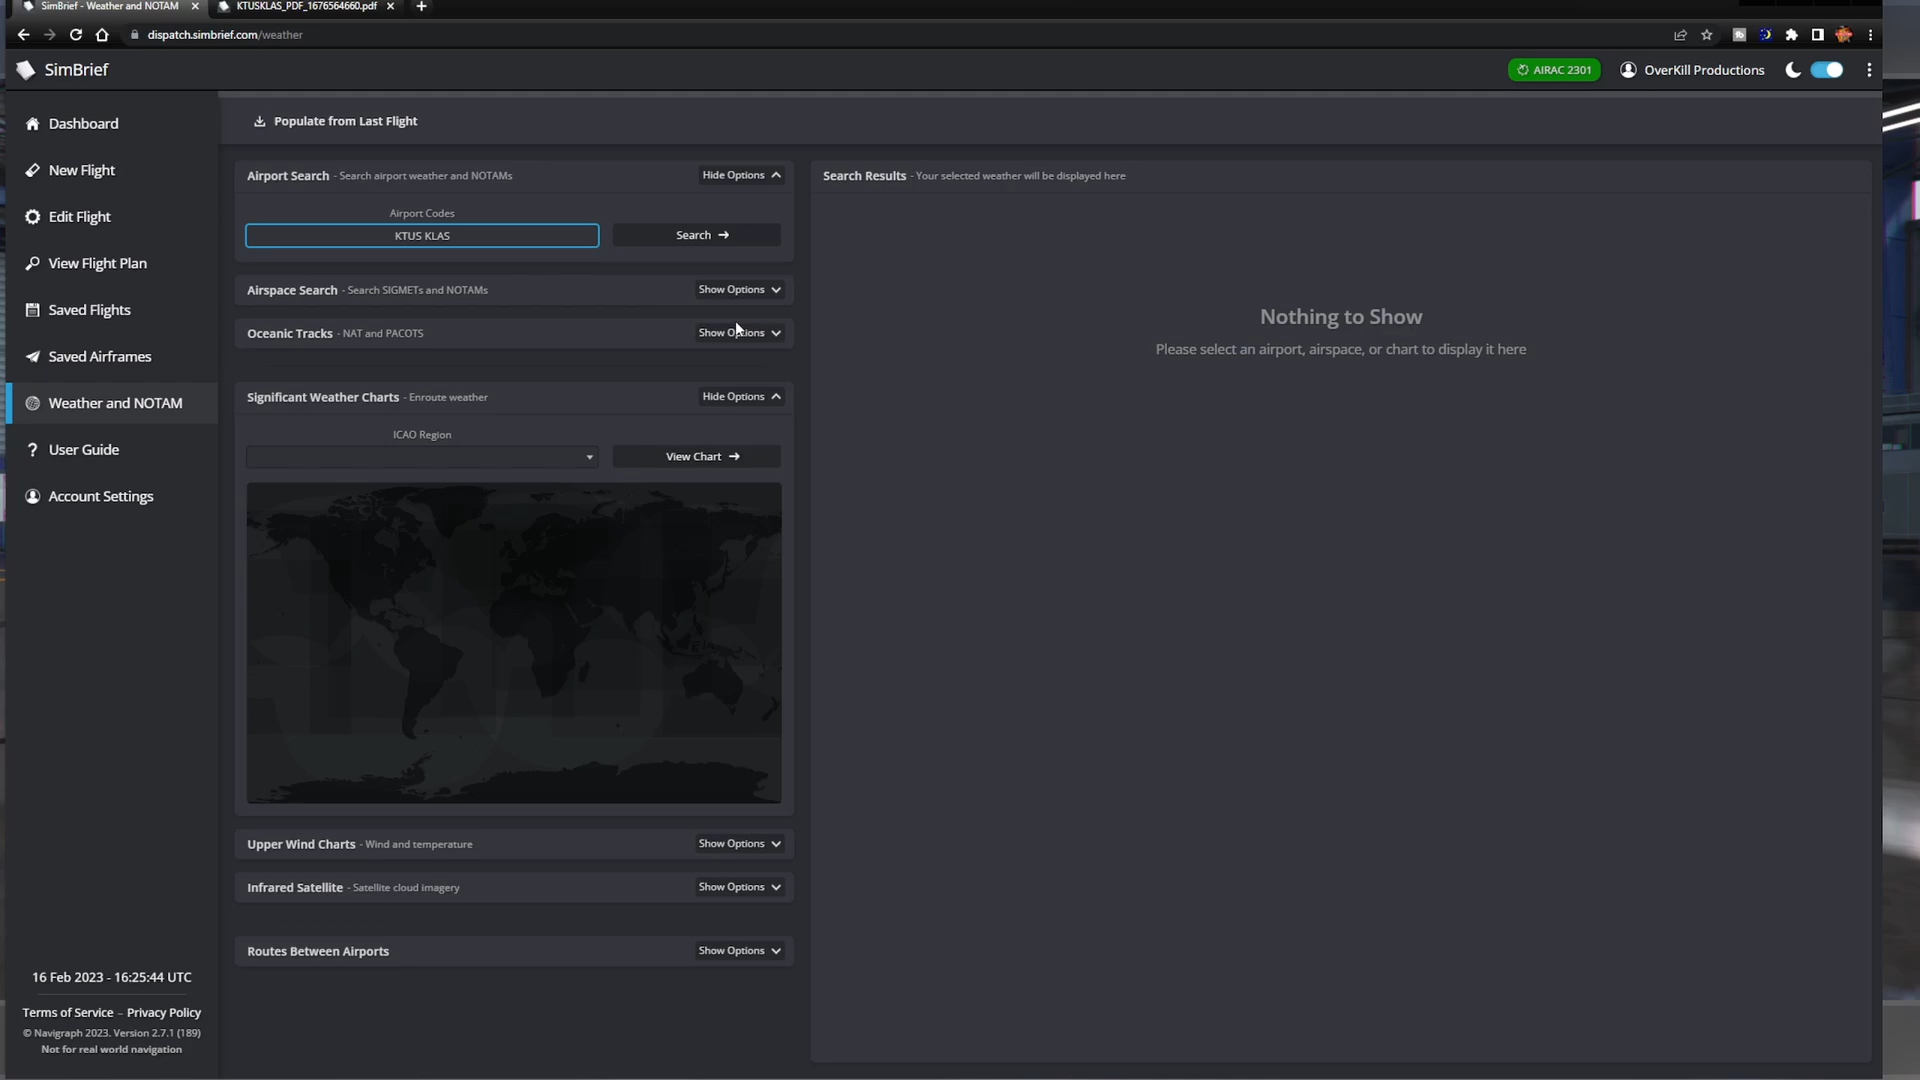 SimBrief - Weather and NOTAM
KTUSKLAS_PDF_1676564660.pdf
dispatch.simbrief.com/weather
SimBrief
AIRAC 2301
OverKill Productions
Dashboard
New Flight
Edit Flight
View Flight Plan
Saved Flights
Saved Airframes
Weather and NOTAM
User Guide
Account Settings
16 Feb 2023 - 16:25:44 UTC
Terms of Service – Privacy Policy
© Navigraph 2023. Version 2.7.1 (189)
Not for real world navigation
Populate from Last Flight
Airport Search - Search airport weather and NOTAMs
Hide Options
Airport Codes
KTUS KLAS
Search
Airspace Search - Search SIGMETs and NOTAMs
Show Options
Oceanic Tracks - NAT and PACOTS
Show Options
Significant Weather Charts - Enroute weather
Hide Options
ICAO Region
View Chart
Upper Wind Charts - Wind and temperature
Show Options
Infrared Satellite - Satellite cloud imagery
Show Options
Routes Between Airports
Show Options
Search Results - Your selected weather will be displayed here
Nothing to Show
Please select an airport, airspace, or chart to display it here